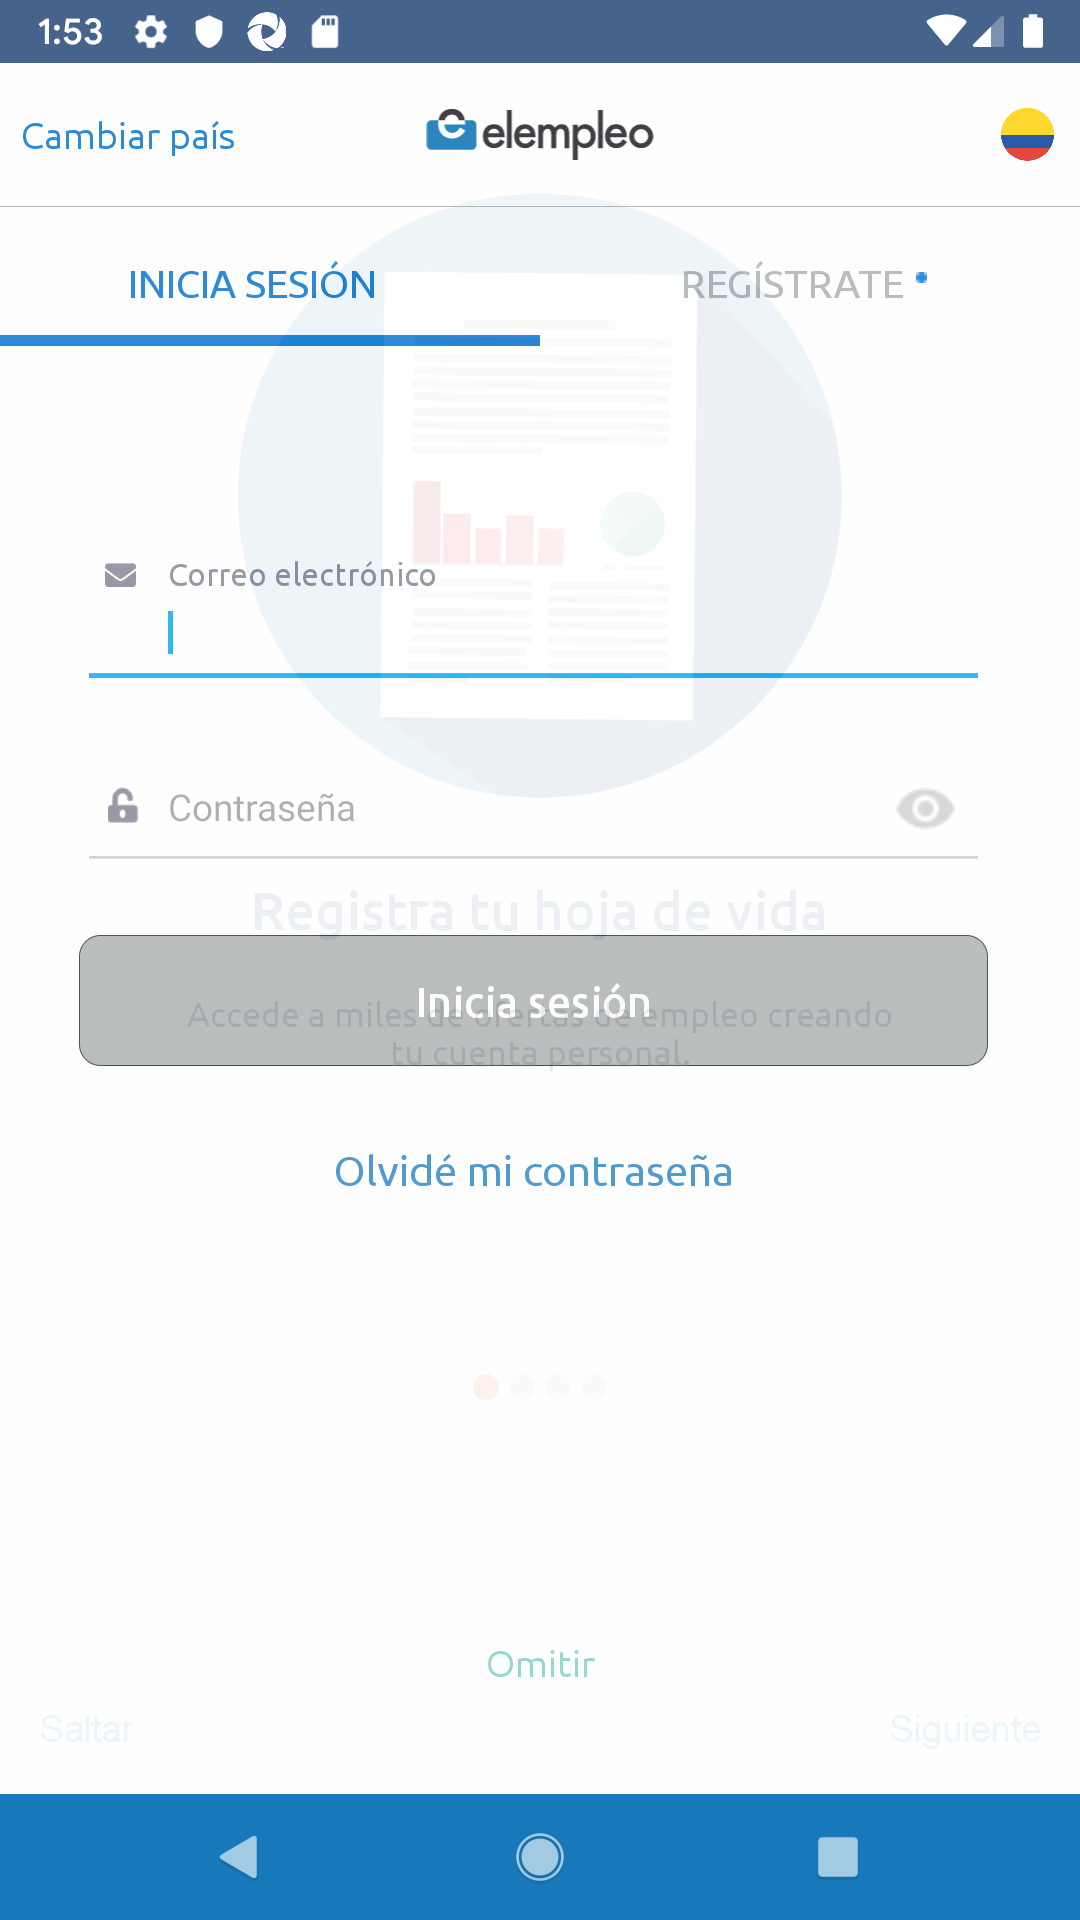 1:53
Cambiar país
elempleo
INICIA SESIÓN
REGÍSTRATE
Correo electrónico
Contraseña
Registra tu hoja de vida
Inicia sesión
Accede a miles de ofertas de empleo creando
tu cuenta personal.
Olvidé mi contraseña
Omitir
Saltar
Siguiente